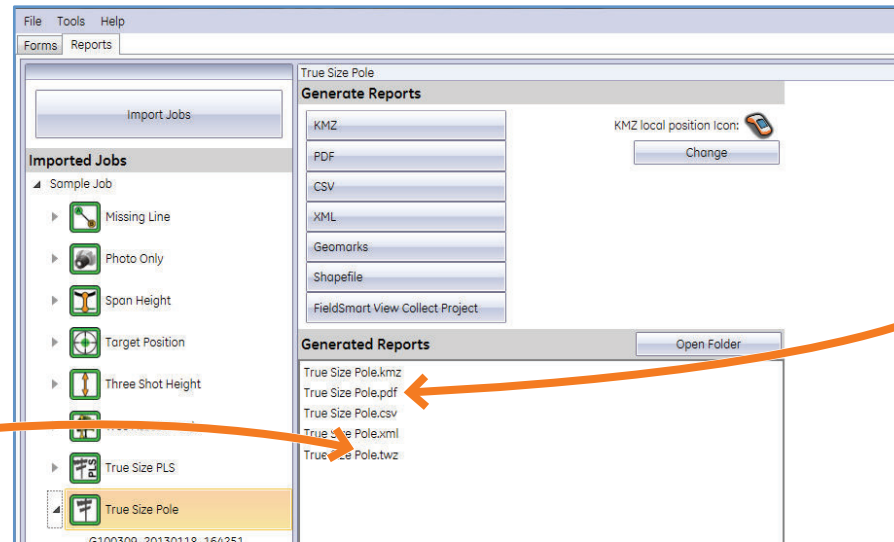 File Tools Help
Forms Reports
Import Jobs
Imported Jobs
Sample Job
Missing Line
Photo Only
Span Height
Target Position
Three Shot Height
True Size PLS
PLS
True Size Pole
G100309_20130118_164251
True Size Pole
Generate Reports
KMZ
PDF
CSV
XML
Geomarks
Shapefile
FieldSmart View Collect Project
KMZ local position Icon:
Change
Generated Reports
Open Folder
True Size Pole.kmz
True Size Pole.pdf
True Size Pole.csv
True Size Pole.xml
True Size Pole.twz